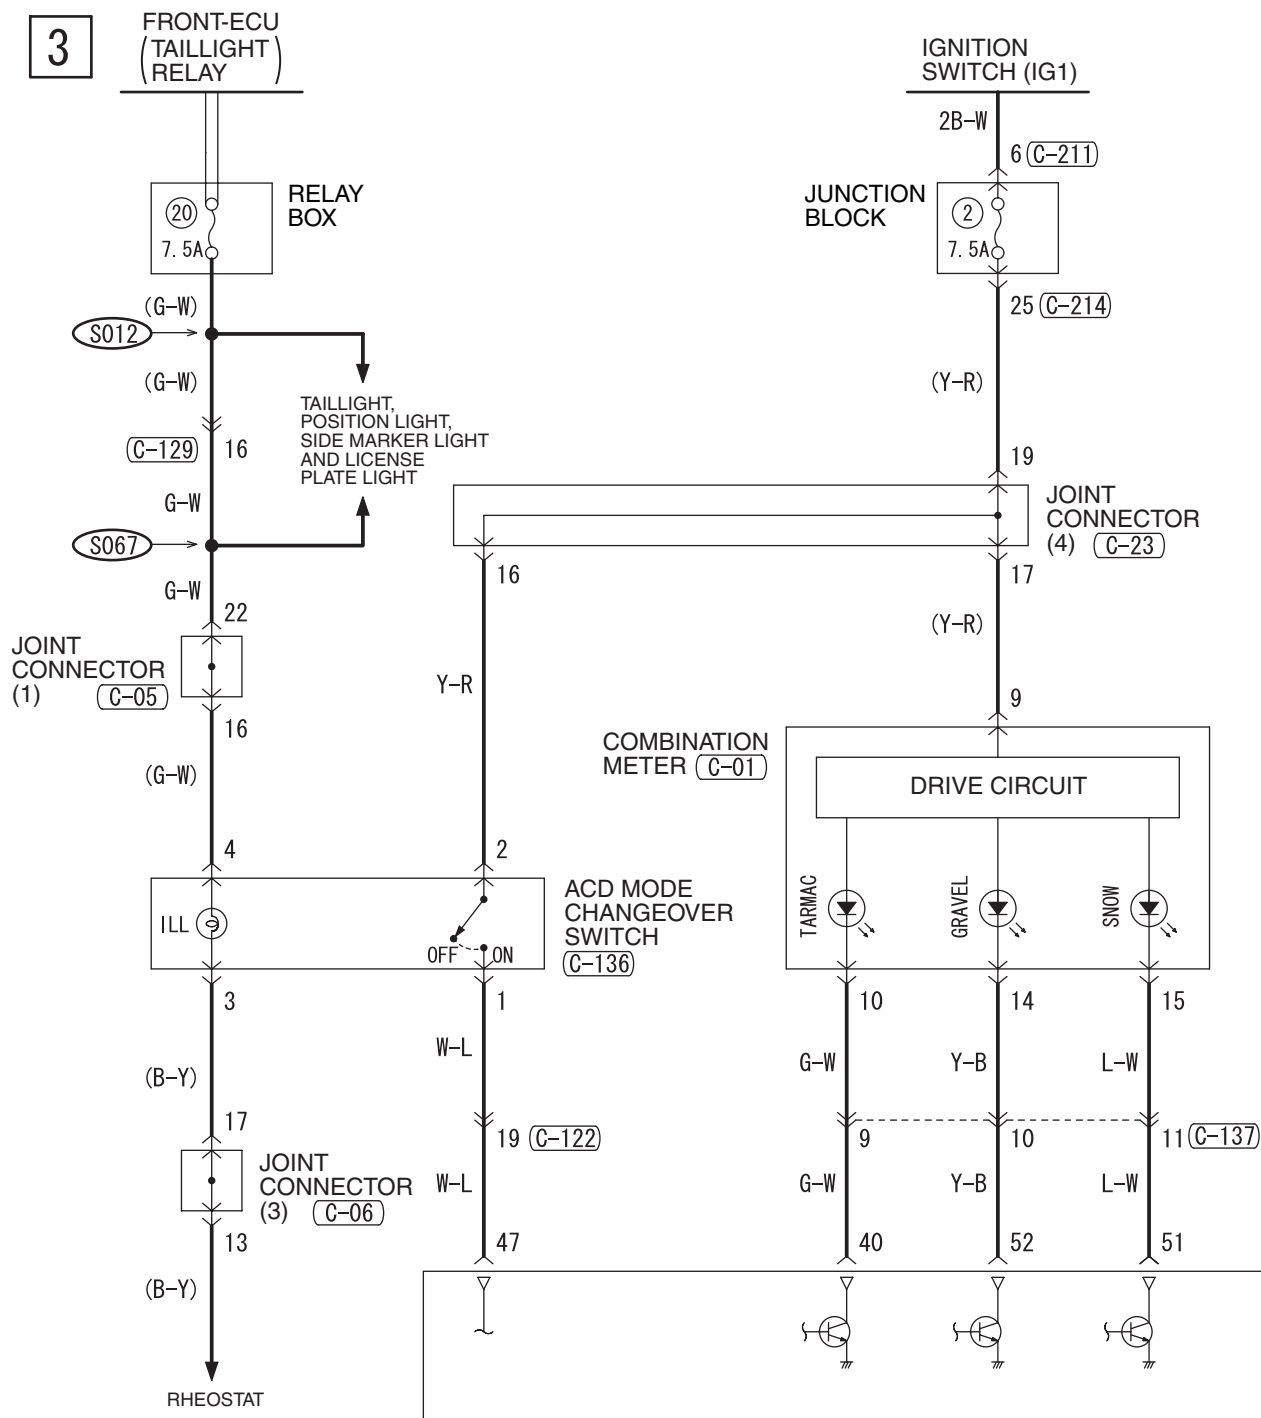 3
FRONT-ECU
(TAILLIGHT
RELAY)
IGNITION
SWITCH (IG1)
2B-W
6 C-211
RELAY
BOX
20
7.5A
JUNCTION
BLOCK
2
7.5A
(G-W)
25 C-214
S012
(G-W)
(Y-R)
TAILLIGHT,
POSITION LIGHT,
SIDE MARKER LIGHT
AND LICENSE
PLATE LIGHT
C-129 16
19
G-W
JOINT
CONNECTOR
(4) C-23
S067
16
17
G-W
22
(Y-R)
JOINT
CONNECTOR
(1) C-05
Y-R
16
9
COMBINATION
METER C-01
(G-W)
DRIVE CIRCUIT
4
2
ACD MODE
CHANGEOVER
SWITCH
C-136
ILL
OFF
ON
TARMAC
GRAVEL
SNOW
3
1
10
14
15
W-L
(B-Y)
G-W
Y-B
L-W
17
19 C-122
9
10
11 C-137
JOINT
CONNECTOR
(3) C-06
W-L
G-W
Y-B
L-W
13
47
40
52
51
(B-Y)
RHEOSTAT